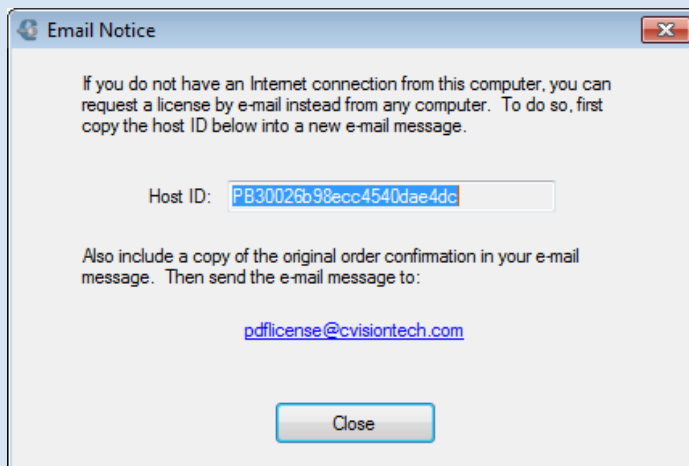 Email Notice
If you do not have an Internet connection from this computer, you can
request a license by e-mail instead from any computer. To do so, first
copy the host ID below into a new e-mail message.
Host ID: PB30026b98ecc4540dae4dc
Also include a copy of the original order confirmation in your e-mail
message. Then send the e-mail message to:
pdflicense@cvisiontech.com
Close